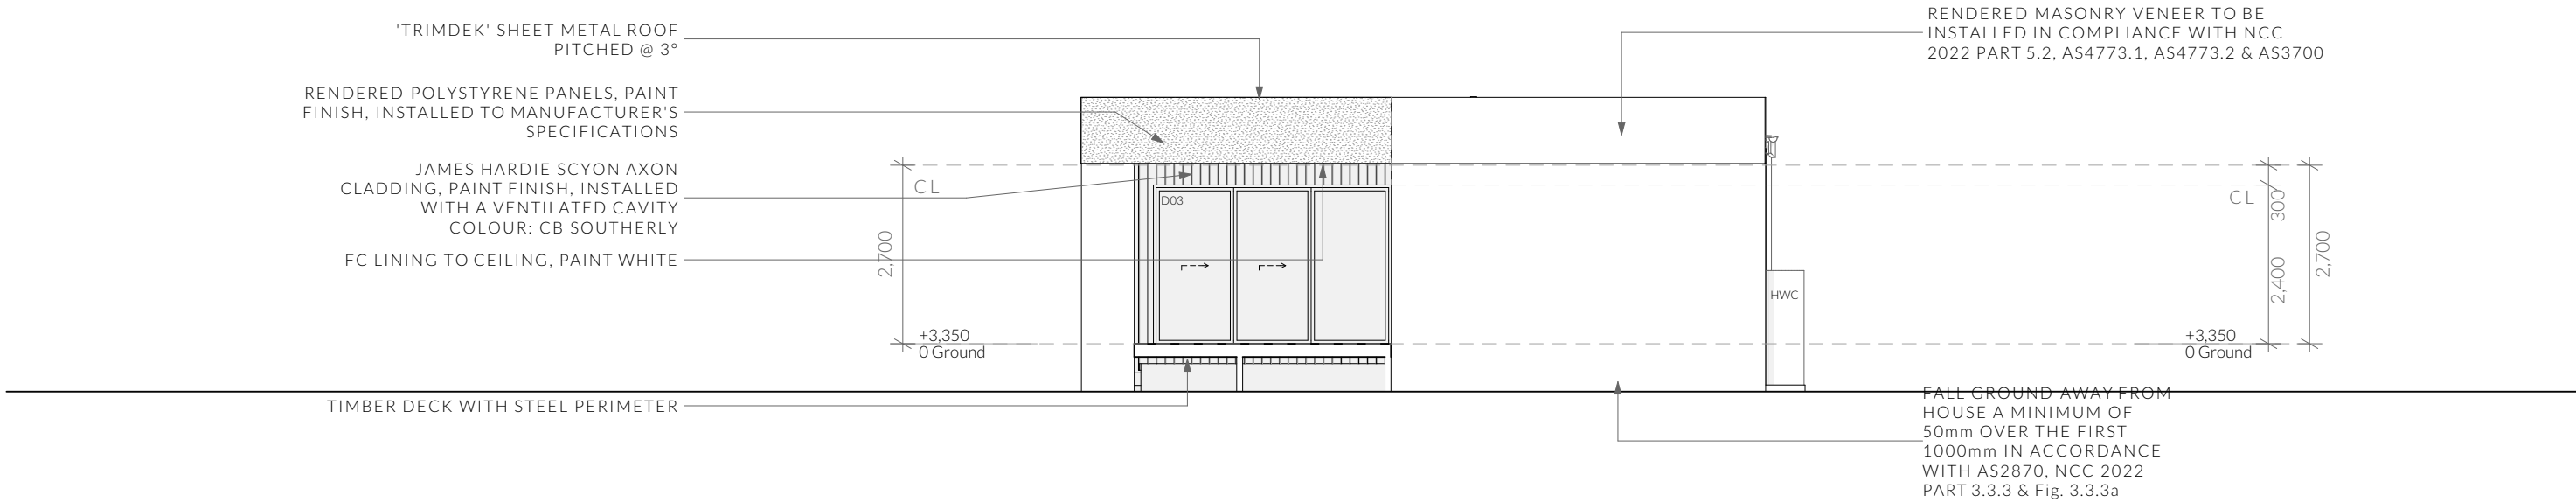 'TRIMDEK' SHEET METAL ROOF
PITCHED @ 3°
RENDERED POLYSTYRENE PANELS, PAINT
FINISH, INSTALLED TO MANUFACTURER'S
SPECIFICATIONS
JAMES HARDIE SCYON AXON
CLADDING, PAINT FINISH, INSTALLED
WITH A VENTILATED CAVITY
COLOUR: CB SOUTHERLY
FC LINING TO CEILING, PAINT WHITE
TIMBER DECK WITH STEEL PERIMETER
CL
2,700
+3,350
0 Ground
D03
HWC
RENDERED MASONRY VENEER TO BE
INSTALLED IN COMPLIANCE WITH NCC
2022 PART 5.2, AS4773.1, AS4773.2 & AS3700
CL
300
2,400
2,700
+3,350
0 Ground
FALL GROUND AWAY FROM
HOUSE A MINIMUM OF
50mm OVER THE FIRST
1000mm IN ACCORDANCE
WITH AS2870, NCC 2022
PART 3.3.3 & Fig. 3.3.3a